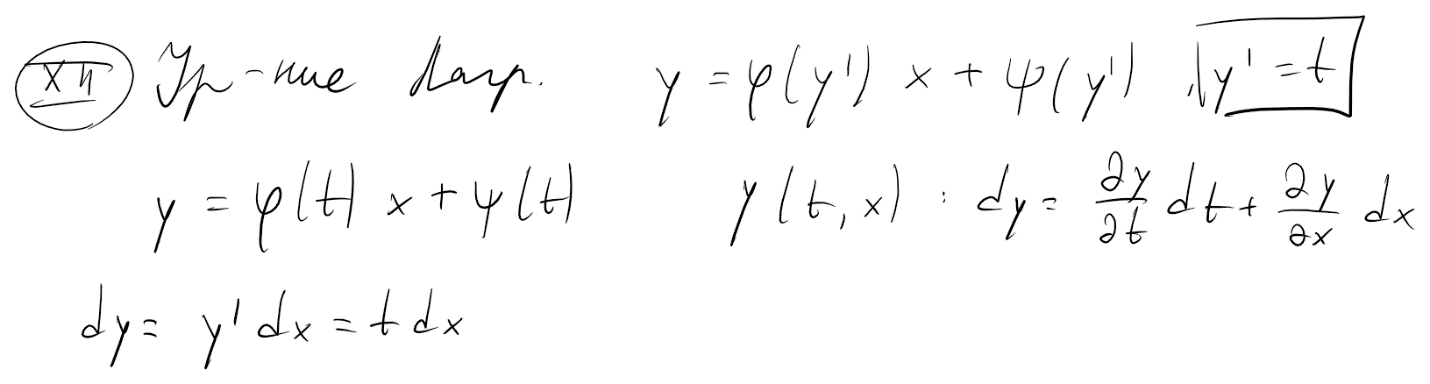 XII Ур-ние Лагр. y = φ(y') x + ψ(y') , y' = t
y = φ(t) x + ψ(t) y(t, x) : dy = ∂y/∂t dt + ∂y/∂x dx
dy = y' dx = t dx